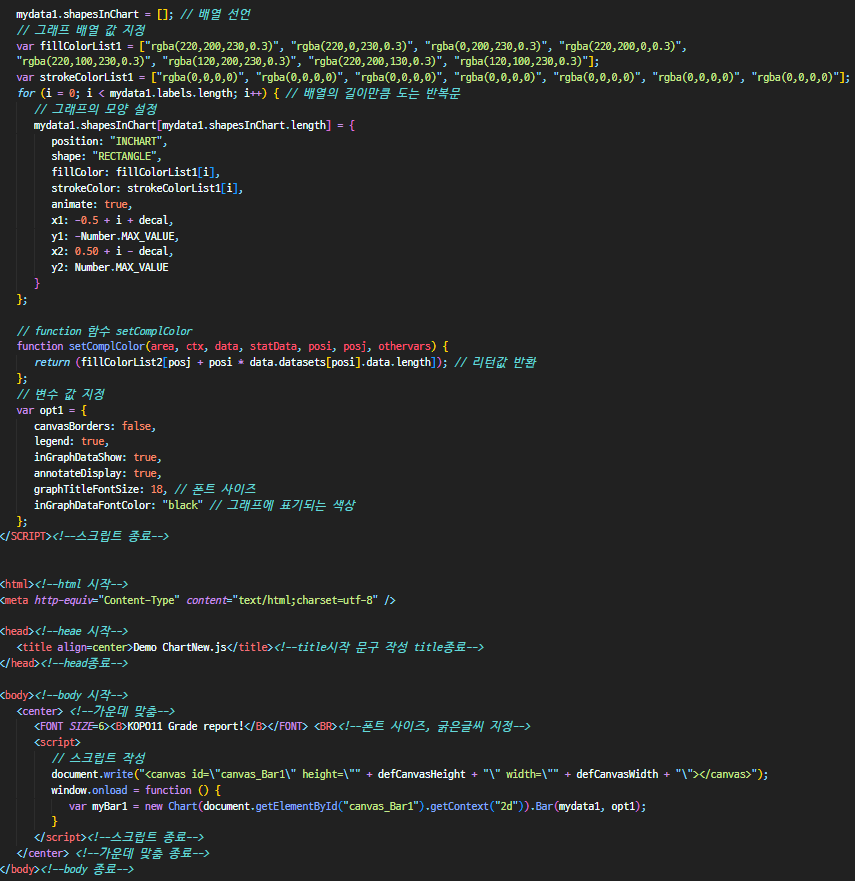 mydata1.shapesInChart = []; // 배열 선언
// 그래프 배열 값 지정
var fillColorList1 = ["rgba(220,200,230,0.3)", "rgba(220,0,230,0.3)", "rgba(0,200,230,0.3)", "rgba(220,200,0,0.3)",
"rgba(220,100,230,0.3)", "rgba(120,200,230,0.3)", "rgba(220,200,130,0.3)", "rgba(120,100,230,0.3)"];
var strokeColorList1 = ["rgba(0,0,0,0)", "rgba(0,0,0,0)", "rgba(0,0,0,0)", "rgba(0,0,0,0)", "rgba(0,0,0,0)", "rgba(0,0,0,0)", "rgba(0,0,0,0)"];
for (i = 0; i < mydata1.labels.length; i++) { // 배열의 길이만큼 도는 반복문
// 그래프의 모양 설정
mydata1.shapesInChart[mydata1.shapesInChart.length] = {
position: "INCHART",
shape: "RECTANGLE",
fillColor: fillColorList1[i],
strokeColor: strokeColorList1[i],
animate: true,
x1: -0.5 + i + decal,
y1: -Number.MAX_VALUE,
x2: 0.50 + i - decal,
y2: Number.MAX_VALUE
}
};
// function 함수 setComplColor
function setComplColor(area, ctx, data, statData, posi, posj, othervars) {
return (fillColorList2[posj + posi * data.datasets[posi].data.length]); // 리턴값 반환
};
// 변수 값 지정
var opt1 = {
canvasBorders: false,
legend: true,
inGraphDataShow: true,
annotateDisplay: true,
graphTitleFontSize: 18, // 폰트 사이즈
inGraphDataFontColor: "black" // 그래프에 표기되는 색상
};
</SCRIPT><!--스크립트 종료-->
<html><!--html 시작-->
<meta http-equiv="Content-Type" content="text/html;charset=utf-8" />
<head><!--heae 시작-->
<title align=center>Demo ChartNew.js</title><!--title시작 문구 작성 title종료-->
</head><!--head종료-->
<body><!--body 시작-->
<center> <!--가운데 맞춤-->
<FONT SIZE=6><B>KOPO11 Grade report!</B></FONT> <BR><!--폰트 사이즈, 굵은글씨 지정-->
<script>
// 스크립트 작성
document.write("<canvas id=\"canvas_Bar1\" height=\"" + defCanvasHeight + "\" width=\"" + defCanvasWidth + "\"></canvas>");
window.onload = function () {
var myBar1 = new Chart(document.getElementById("canvas_Bar1").getContext("2d")).Bar(mydata1, opt1);
}
</script><!--스크립트 종료-->
</center> <!--가운데 맞춤 종료-->
</body><!--body 종료-->